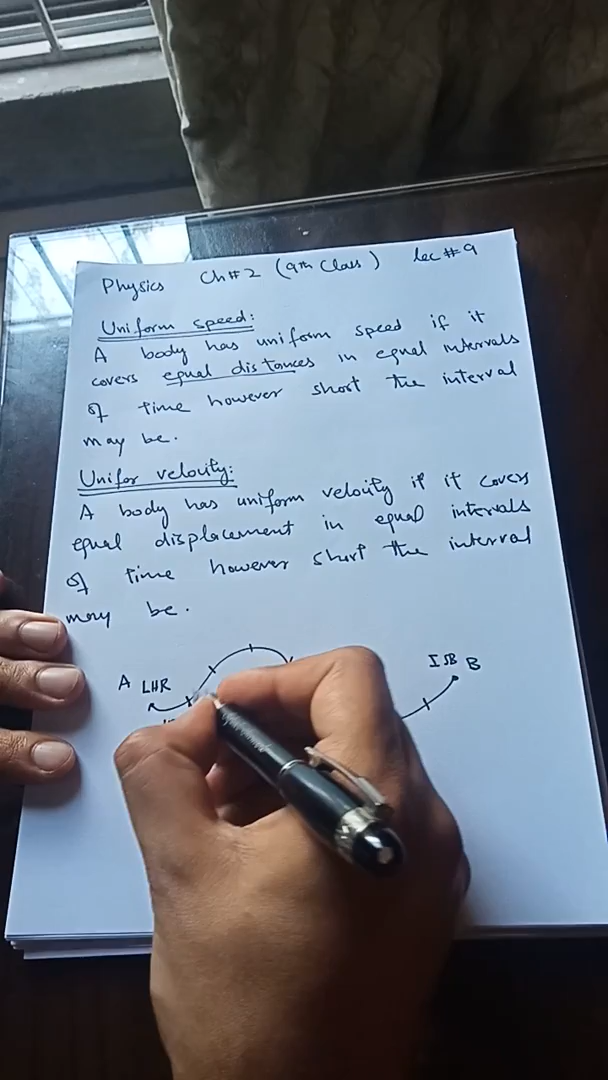 Physics Ch#2 (9th Class) lec#9
Uniform speed:
A body has uniform speed if it
covers equal distances in equal intervals
of time however short the interval
may be.
Unifor velocity:
A body has uniform velocity if it covers
equal displacement in equal intervals
of time however short the interval
may be.
A LHR ISB B